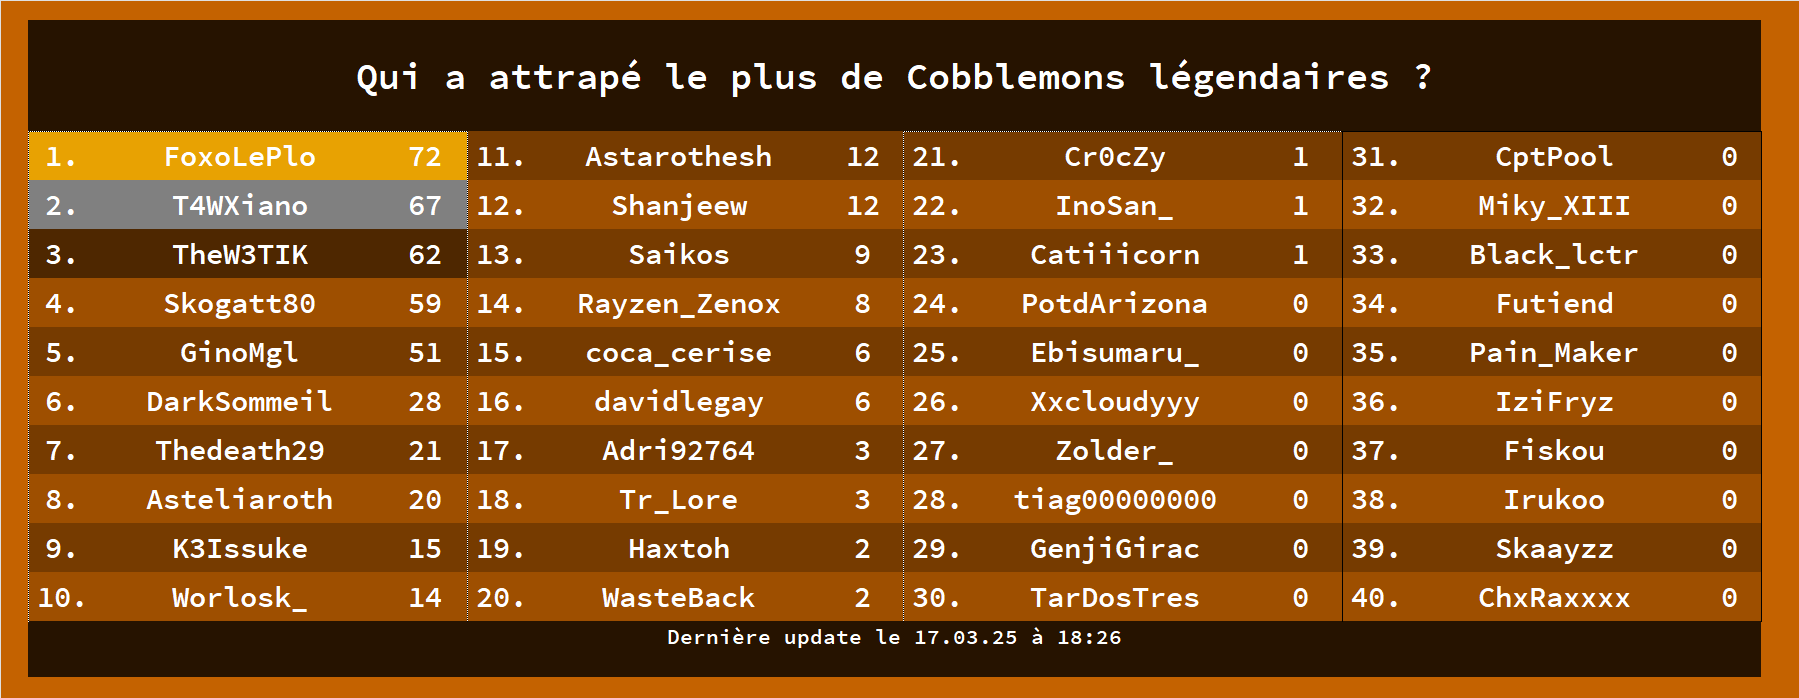 Qui a attrapé le plus de Cobblemons légendaires ?
1. FoxoLePlo 72 11. Astarothesh 12 21. Cr0cZy 1 31. CptPool 0
2. T4WXiano 67 12. Shanjeew 12 22. InoSan_ 1 32. Miky_XIII 0
3. TheW3TIK 62 13. Saikos 9 23. Catiiicorn 1 33. Black_lctr 0
4. Skogatt80 59 14. Rayzen_Zenox 8 24. PotdArizona 0 34. Futiend 0
5. GinoMgl 51 15. coca_cerise 6 25. Ebisumaru_ 0 35. Pain_Maker 0
6. DarkSommeil 28 16. davidlegay 6 26. Xxcloudyyy 0 36. IziFryz 0
7. Thedeath29 21 17. Adri92764 3 27. Zolder_ 0 37. Fiskou 0
8. Asteliaroth 20 18. Tr_Lore 3 28. tiag00000000 0 38. Irukoo 0
9. K3Issuke 15 19. Haxtoh 2 29. GenjiGirac 0 39. Skaayzz 0
10. Worlosk_ 14 20. WasteBack 2 30. TarDosTres 0 40. ChxRaxxxx 0
Dernière update le 17.03.25 à 18:26